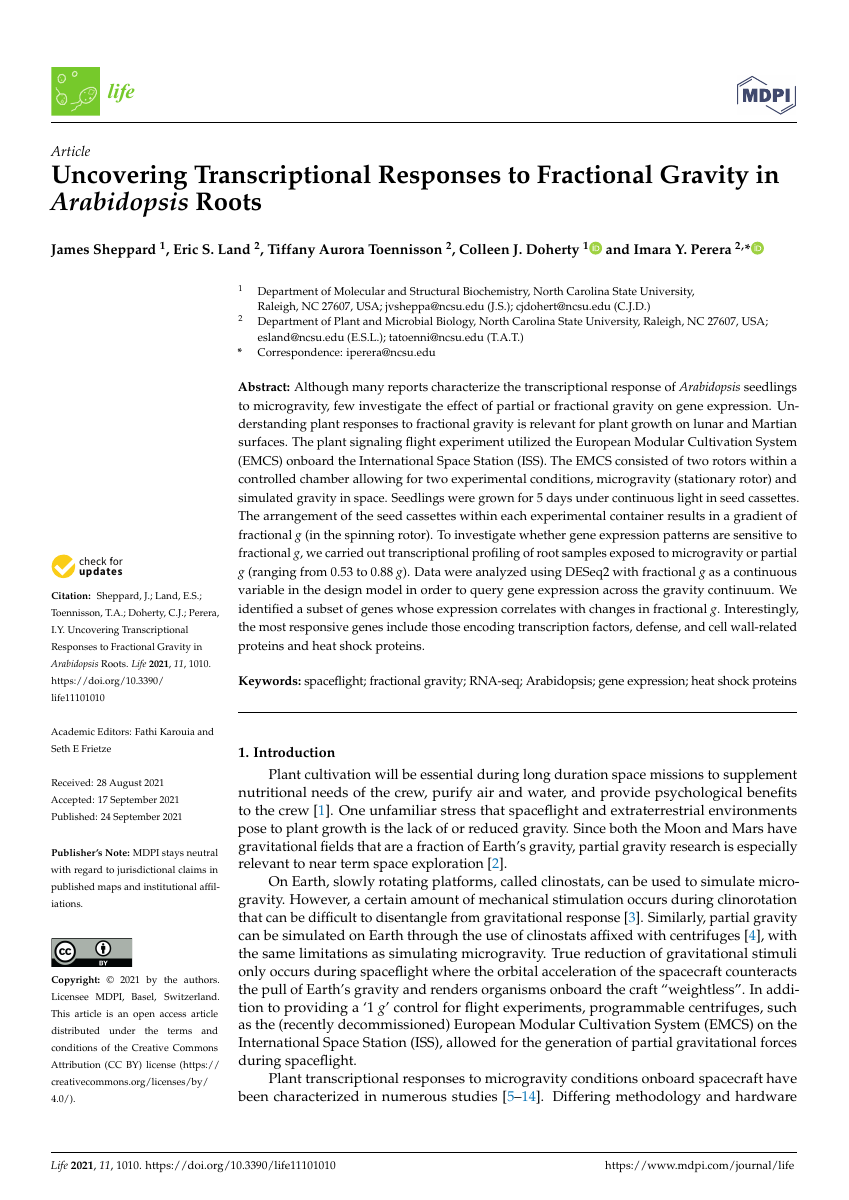 life
MDPI
Article
Uncovering Transcriptional Responses to Fractional Gravity in
Arabidopsis Roots
James Sheppard 1, Eric S. Land 2, Tiffany Aurora Toennisson 2, Colleen J. Doherty 1 iD and Imara Y. Perera 2,* iD
1 Department of Molecular and Structural Biochemistry, North Carolina State University,
Raleigh, NC 27607, USA; jvsheppa@ncsu.edu (J.S.); cjdohert@ncsu.edu (C.J.D.)
2 Department of Plant and Microbial Biology, North Carolina State University, Raleigh, NC 27607, USA;
esland@ncsu.edu (E.S.L.); tatoenni@ncsu.edu (T.A.T.)
* Correspondence: iperera@ncsu.edu
Abstract: Although many reports characterize the transcriptional response of Arabidopsis seedlings
to microgravity, few investigate the effect of partial or fractional gravity on gene expression. Un-
derstanding plant responses to fractional gravity is relevant for plant growth on lunar and Martian
surfaces. The plant signaling flight experiment utilized the European Modular Cultivation System
(EMCS) onboard the International Space Station (ISS). The EMCS consisted of two rotors within a
controlled chamber allowing for two experimental conditions, microgravity (stationary rotor) and
simulated gravity in space. Seedlings were grown for 5 days under continuous light in seed cassettes.
The arrangement of the seed cassettes within each experimental container results in a gradient of
fractional g (in the spinning rotor). To investigate whether gene expression patterns are sensitive to
fractional g, we carried out transcriptional profiling of root samples exposed to microgravity or partial
g (ranging from 0.53 to 0.88 g). Data were analyzed using DESeq2 with fractional g as a continuous
variable in the design model in order to query gene expression across the gravity continuum. We
identified a subset of genes whose expression correlates with changes in fractional g. Interestingly,
the most responsive genes include those encoding transcription factors, defense, and cell wall-related
proteins and heat shock proteins.
Keywords: spaceflight; fractional gravity; RNA-seq; Arabidopsis; gene expression; heat shock proteins
check for
updates
Citation: Sheppard, J.; Land, E.S.;
Toennisson, T.A.; Doherty, C.J.; Perera,
I.Y. Uncovering Transcriptional
Responses to Fractional Gravity in
Arabidopsis Roots. Life 2021, 11, 1010.
https://doi.org/10.3390/
life11101010
Academic Editors: Fathi Karouia and
Seth E Frietze
Received: 28 August 2021
Accepted: 17 September 2021
Published: 24 September 2021
Publisher's Note: MDPI stays neutral
with regard to jurisdictional claims in
published maps and institutional affil-
iations.
cc BY
Copyright: © 2021 by the authors.
Licensee MDPI, Basel, Switzerland.
This article is an open access article
distributed under the terms and
conditions of the Creative Commons
Attribution (CC BY) license (https://
creativecommons.org/licenses/by/
4.0/).
1. Introduction
Plant cultivation will be essential during long duration space missions to supplement
nutritional needs of the crew, purify air and water, and provide psychological benefits
to the crew [1]. One unfamiliar stress that spaceflight and extraterrestrial environments
pose to plant growth is the lack of or reduced gravity. Since both the Moon and Mars have
gravitational fields that are a fraction of Earth's gravity, partial gravity research is especially
relevant to near term space exploration [2].
On Earth, slowly rotating platforms, called clinostats, can be used to simulate micro-
gravity. However, a certain amount of mechanical stimulation occurs during clinorotation
that can be difficult to disentangle from gravitational response [3]. Similarly, partial gravity
can be simulated on Earth through the use of clinostats affixed with centrifuges [4], with
the same limitations as simulating microgravity. True reduction of gravitational stimuli
only occurs during spaceflight where the orbital acceleration of the spacecraft counteracts
the pull of Earth's gravity and renders organisms onboard the craft "weightless". In addi-
tion to providing a '1 g' control for flight experiments, programmable centrifuges, such
as the (recently decommissioned) European Modular Cultivation System (EMCS) on the
International Space Station (ISS), allowed for the generation of partial gravitational forces
during spaceflight.
Plant transcriptional responses to microgravity conditions onboard spacecraft have
been characterized in numerous studies [5–14]. Differing methodology and hardware
Life 2021, 11, 1010. https://doi.org/10.3390/life11101010
https://www.mdpi.com/journal/life